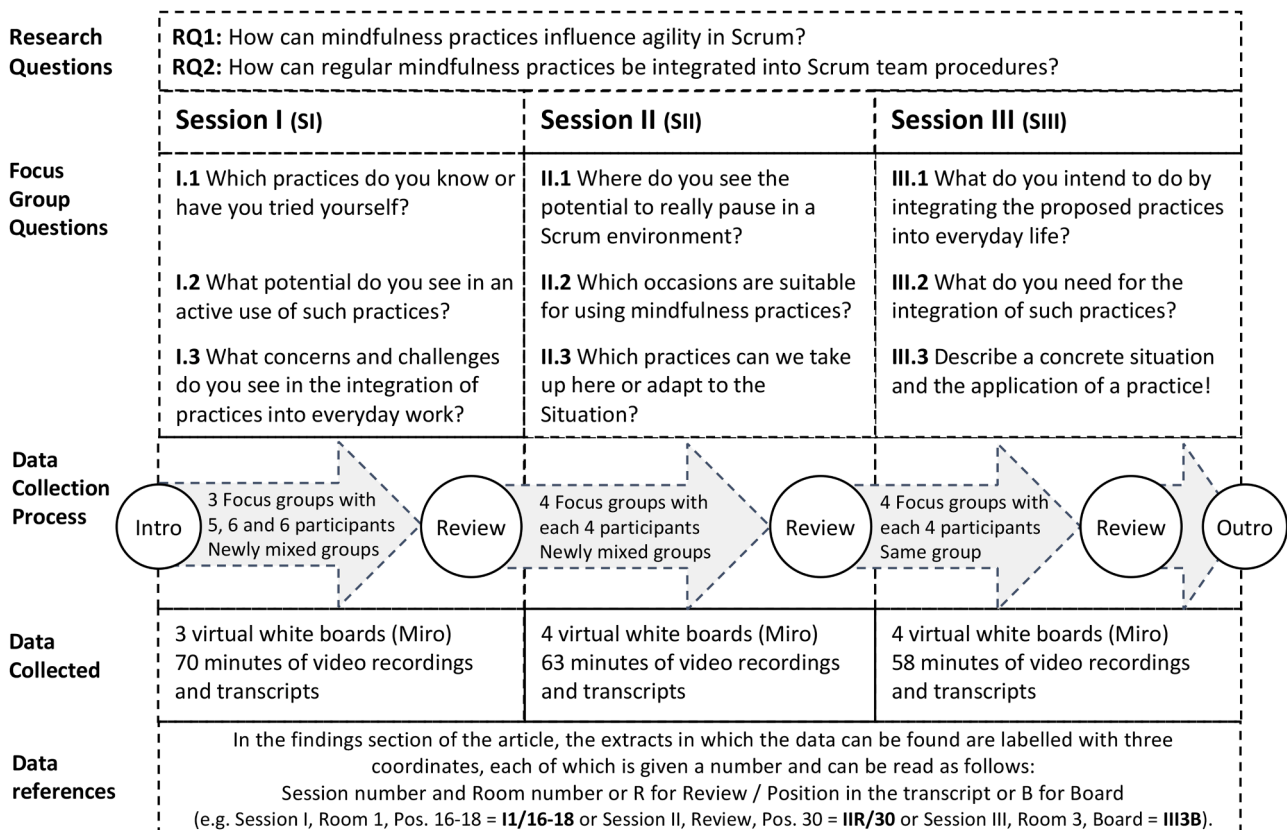 Research
Questions
RQ1: How can mindfulness practices influence agility in Scrum?
RQ2: How can regular mindfulness practices be integrated into Scrum team procedures?
Session I (SI)
Session II (SII)
Session III (SIII)
Focus
Group
Questions
I.1 Which practices do you know or
have you tried yourself?
I.2 What potential do you see in an
active use of such practices?
I.3 What concerns and challenges
do you see in the integration of
practices into everyday work?
II.1 Where do you see the
potential to really pause in a
Scrum environment?
II.2 Which occasions are suitable
for using mindfulness practices?
II.3 Which practices can we take
up here or adapt to the
Situation?
III.1 What do you intend to do by
integrating the proposed practices
into everyday life?
III.2 What do you need for the
integration of such practices?
III.3 Describe a concrete situation
and the application of a practice!
Data
Collection
Process
Intro
3 Focus groups with
5, 6 and 6 participants
Newly mixed groups
Review
4 Focus groups with
each 4 participants
Newly mixed groups
Review
4 Focus groups with
each 4 participants
Same group
Review
Outro
Data
Collected
3 virtual white boards (Miro)
70 minutes of video recordings
and transcripts
4 virtual white boards (Miro)
63 minutes of video recordings
and transcripts
4 virtual white boards (Miro)
58 minutes of video recordings
and transcripts
Data
references
In the findings section of the article, the extracts in which the data can be found are labelled with three
coordinates, each of which is given a number and can be read as follows:
Session number and Room number or R for Review / Position in the transcript or B for Board
(e.g. Session I, Room 1, Pos. 16-18 = I1/16-18 or Session II, Review, Pos. 30 = IIR/30 or Session III, Room 3, Board = III3B).